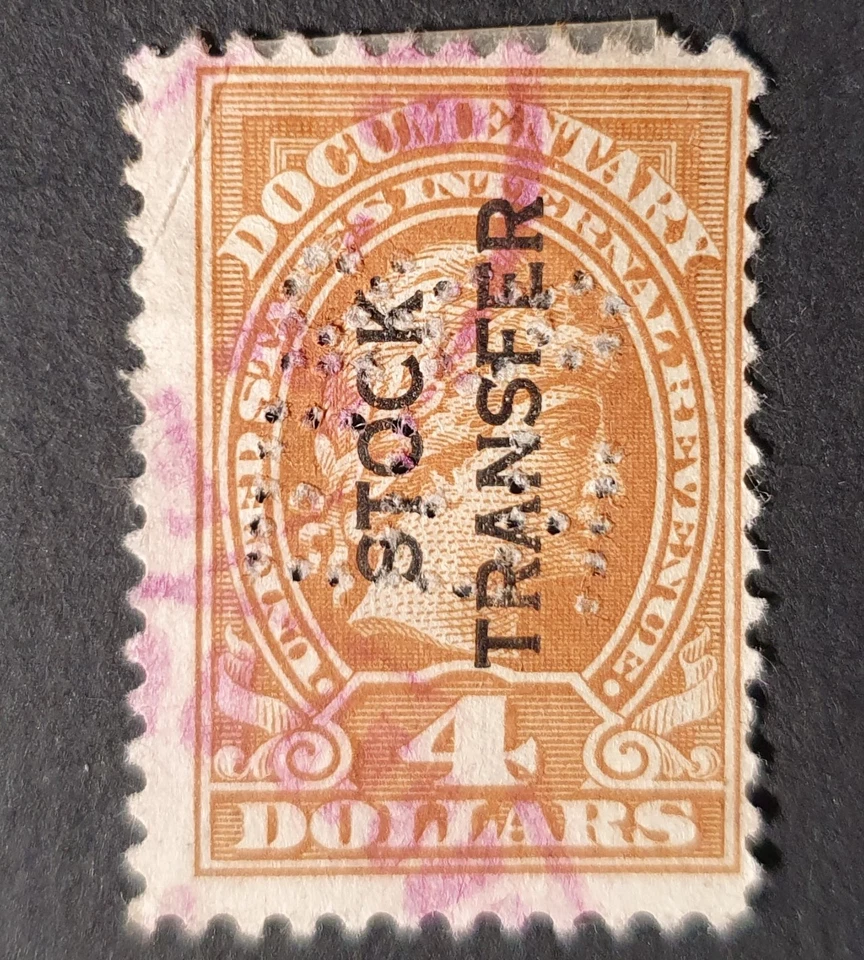 DOCUMENTARY
UNITED STATES INTERNAL REVENUE.
STOCK
TRANSFER
4
DOLLARS